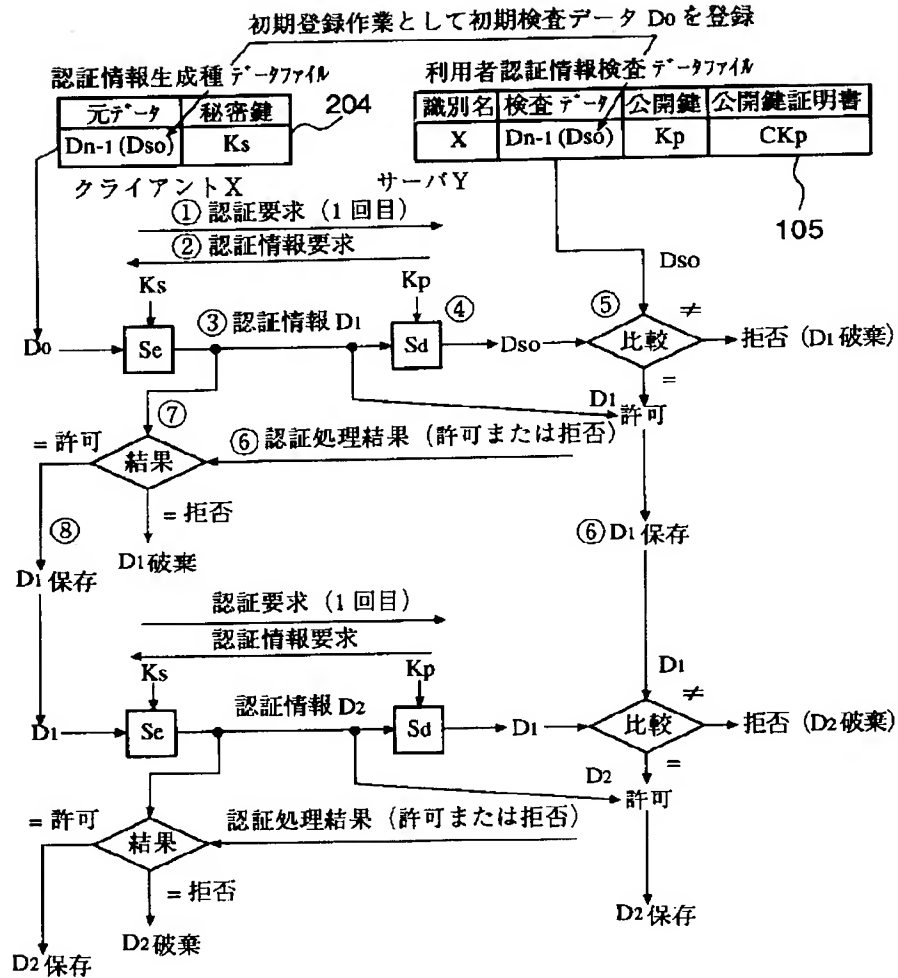 初期登録作業として初期検査データ D0 を登録
認証情報生成種データファイル
利用者認証情報検査データファイル
元データ 秘密鍵
Dn-1 (Dso) Ks
204
識別名 検査データ 公開鍵 公開鍵証明書
X Dn-1 (Dso) Kp CKp
105
クライアントX
サーバY
① 認証要求 (1回目)
② 認証情報要求
Dso
Ks
Kp
③ 認証情報 D1
④
⑤
≠
D0
Se
Sd
Dso
比較
拒否 (D1 破棄)
=
D1
許可
⑦
⑥ 認証処理結果 (許可または拒否)
= 許可
結果
= 拒否
⑧
D1 破棄
⑥ D1 保存
D1 保存
認証要求 (1回目)
認証情報要求
D1
Ks
Kp
認証情報 D2
≠
D1
Se
Sd
D1
比較
拒否 (D2 破棄)
=
D2
許可
認証処理結果 (許可または拒否)
= 許可
結果
= 拒否
D2 保存
D2 破棄
D2 保存